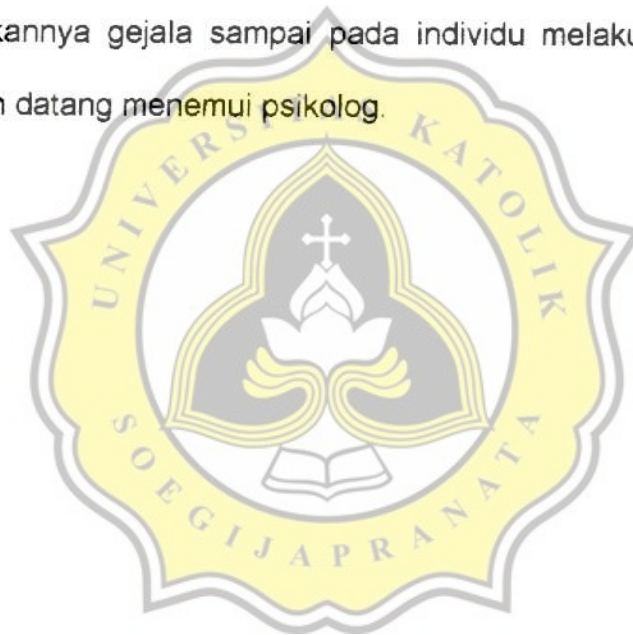 kannya gejala sampai pada individu melaku
datang menemui psikolog.
UNIVERSITAS KATOLIK
SOEGIJAPRANATA